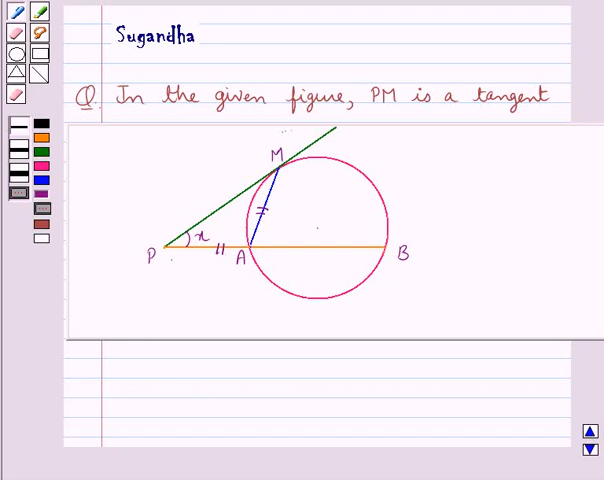 Sugandha
Q. In the given figure, PM is a tangent
M
x
P
A
B